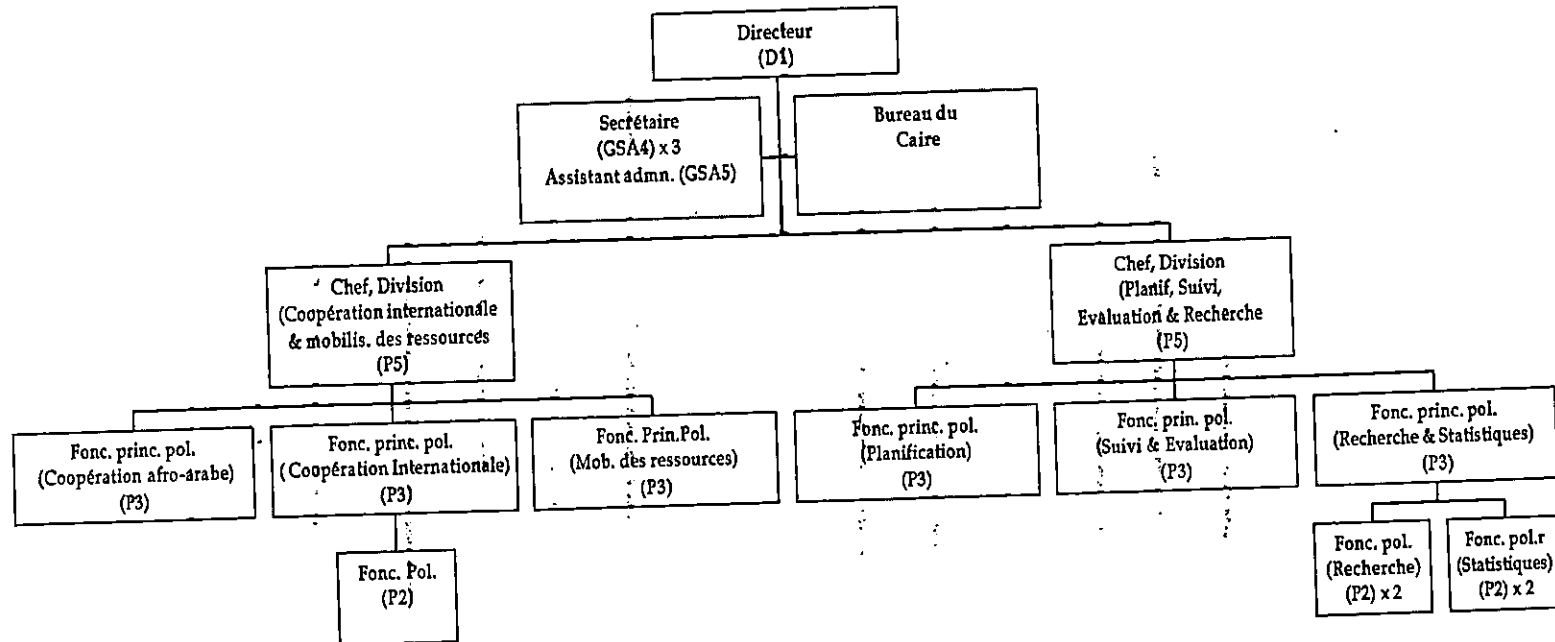 Directeur
(D1)
Secrétaire
(GSA4) x 3
Assistant admn. (GSA5)
Bureau du
Caire
Chef, Division
(Coopération internationale
& mobilis. des ressources
(P5)
Chef, Division
(Planif, Suivi,
Evaluation & Recherche
(P5)
Fonc. princ. pol.
(Coopération afro-arabe)
(P3)
Fonc. princ. pol.
( Coopération Internationale)
(P3)
Fonc. Prin.Pol.
(Mob. des ressources)
(P3)
Fonc. princ. pol.
(Planification)
(P3)
Fonc. prin. pol.
(Suivi & Evaluation)
(P3)
Fonc. princ. pol.
(Recherche & Statistiques)
(P3)
Fonc. Pol.
(P2)
Fonc. pol.
(Recherche)
(P2) x 2
Fonc. pol.r
(Statistiques)
(P2) x 2